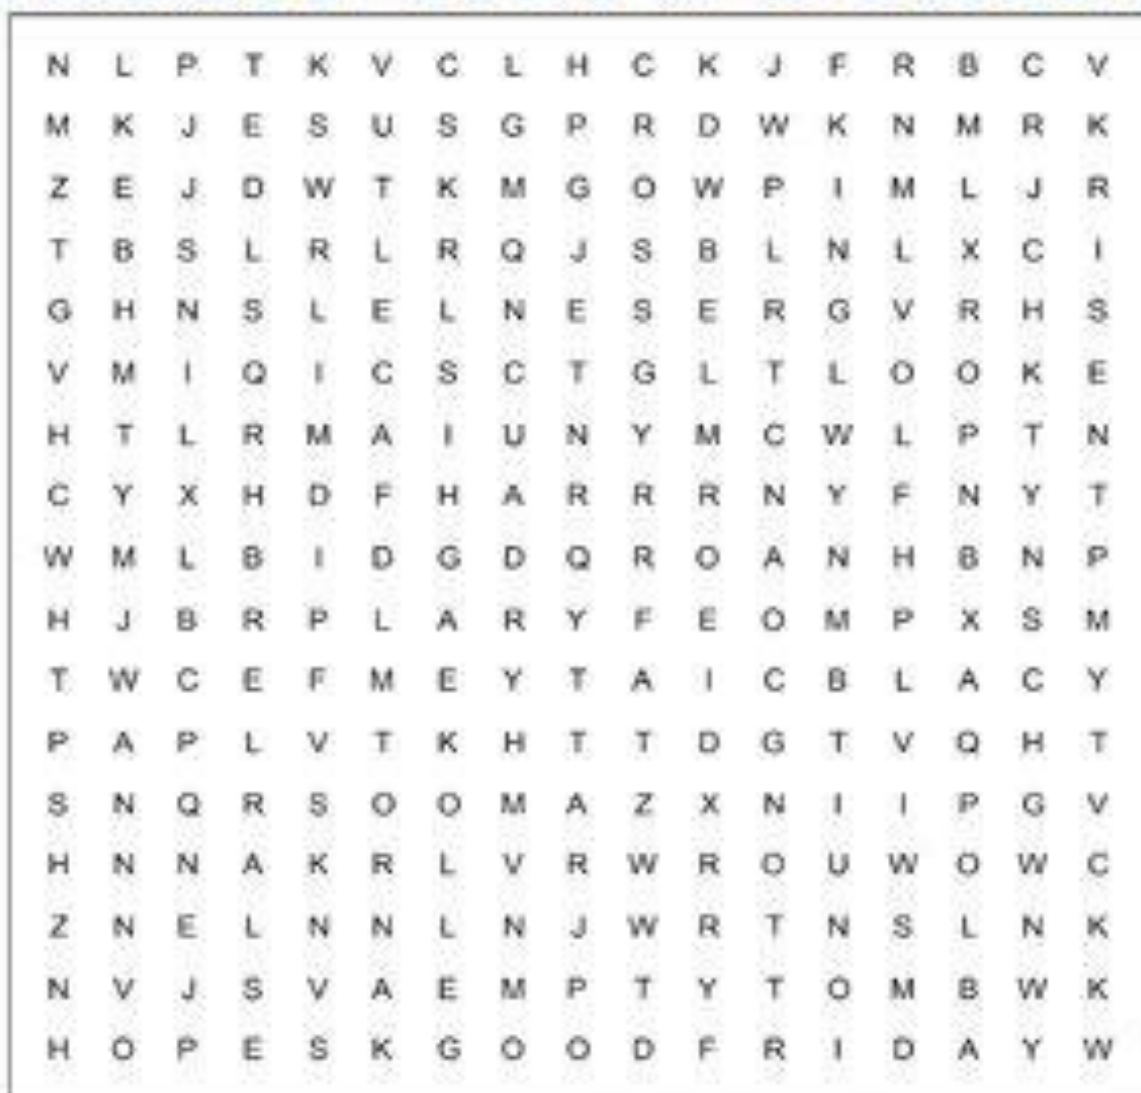 N L P T K V C L H C K J F R B C V
M K J E S U S G P R D W K N M R K
Z E J D W T K M G O W P I M L J R
T B S L R L R Q J S B L N L X C I
G H N S L E L N E S E R G V R H S
V M I Q I C S C T G L T L O O K E
H T L R M A I U N Y M C W L P T N
C Y X H D F H A R R R N Y F N Y T
W M L B I D G D Q R O A N H B N P
H J B R P L A R Y F E O M P X S M
T W C E F M E Y T A I C B L A C Y
P A P L V T K H T T D G T V Q H T
S N Q R S O O M A Z X N I I P G V
H N N A K R L V R W R O U W O W C
Z N E L N N L N J W R T N S L N K
N V J S V A E M P T Y T O M B W K
H O P E S K G O O D F R I D A Y W